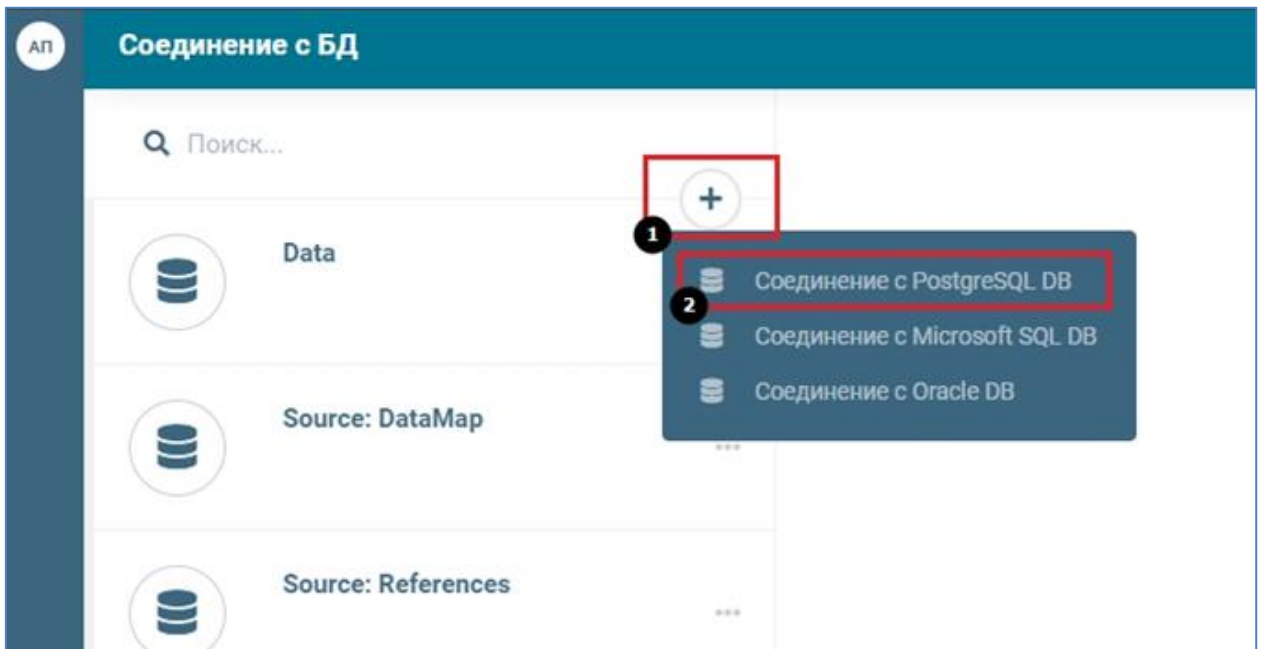 АП
Соединение с БД
Поиск...
+
1
Data
Соединение с PostgreSQL DB
2
Соединение с Microsoft SQL DB
Соединение с Oracle DB
Source: DataMap
...
Source: References
...